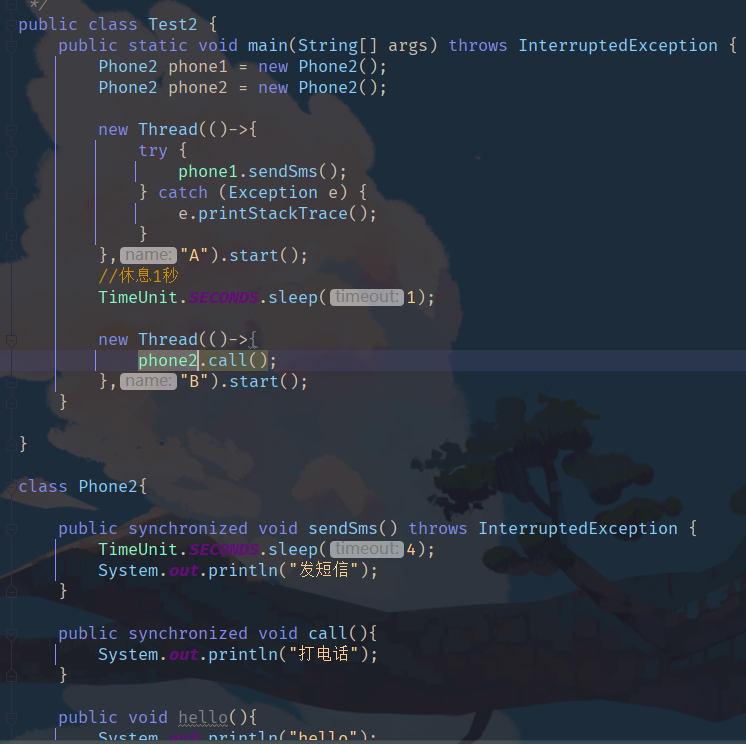 */
public class Test2 {
public static void main(String[] args) throws InterruptedException {
Phone2 phone1 = new Phone2();
Phone2 phone2 = new Phone2();
new Thread(()->{
try {
phone1.sendSms();
} catch (Exception e) {
e.printStackTrace();
}
}, name: "A").start();
//休息1秒
TimeUnit.SECONDS.sleep( timeout: 1);
new Thread(()->{
phone2.call();
}, name: "B").start();
}
}
class Phone2{
public synchronized void sendSms() throws InterruptedException {
TimeUnit.SECONDS.sleep( timeout: 4);
System.out.println("发短信");
}
public synchronized void call(){
System.out.println("打电话");
}
public void hello(){
System.out.println("hello");